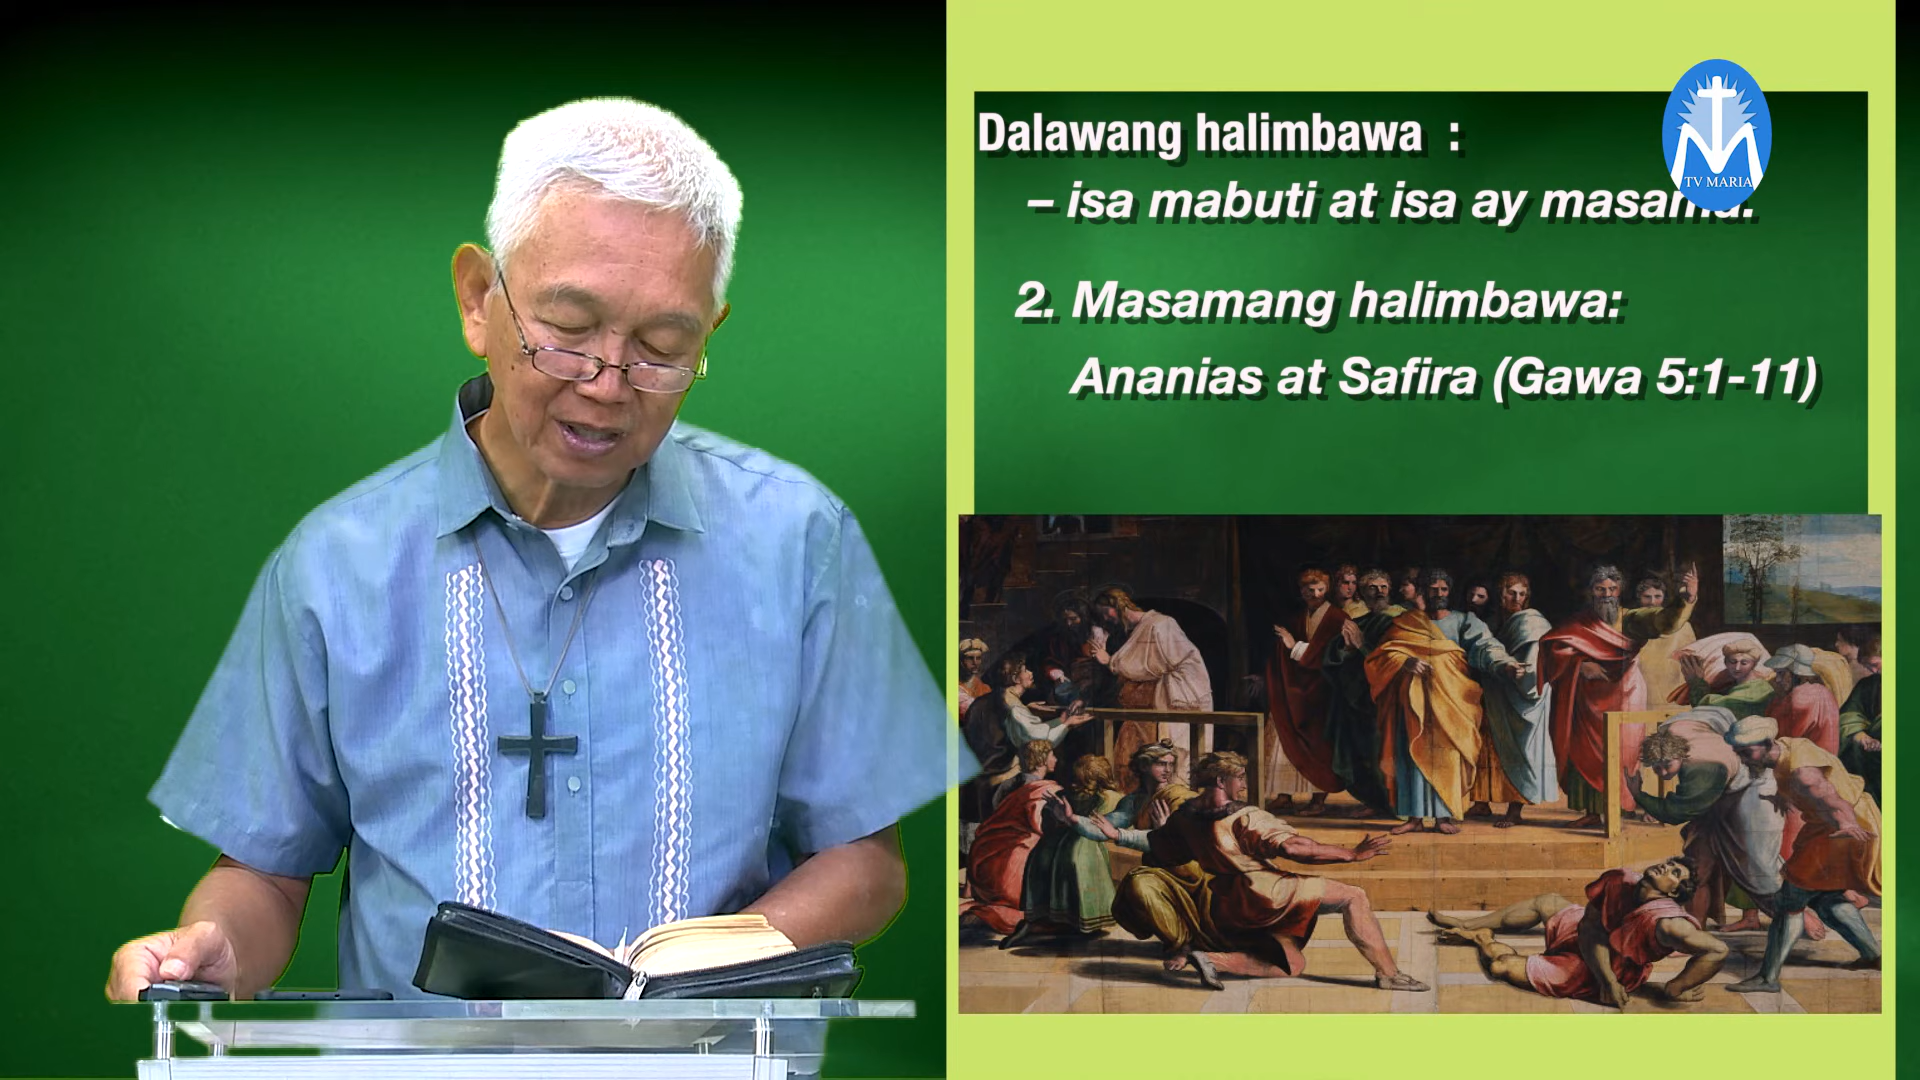 Dalawang halimbawa :
– isa mabuti at isa ay masama.
TV MARIA
2. Masamang halimbawa:
Ananias at Safira (Gawa 5:1-11)